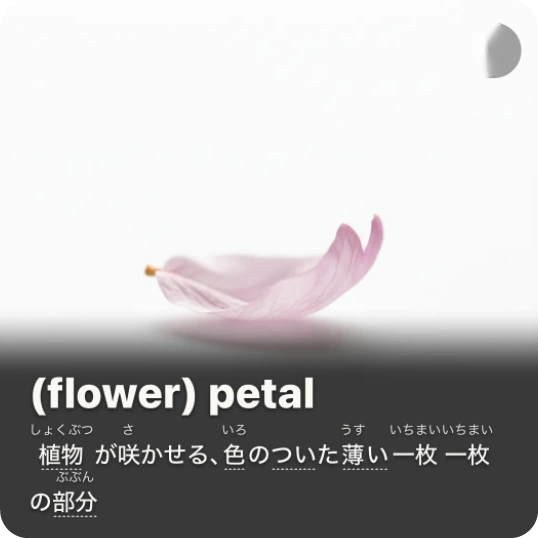 (flower) petal
しょくぶつ さ いろ うす いちまいいちまい
植物 が咲かせる、色のついた薄い一枚 一枚
ぶぶん
の部分